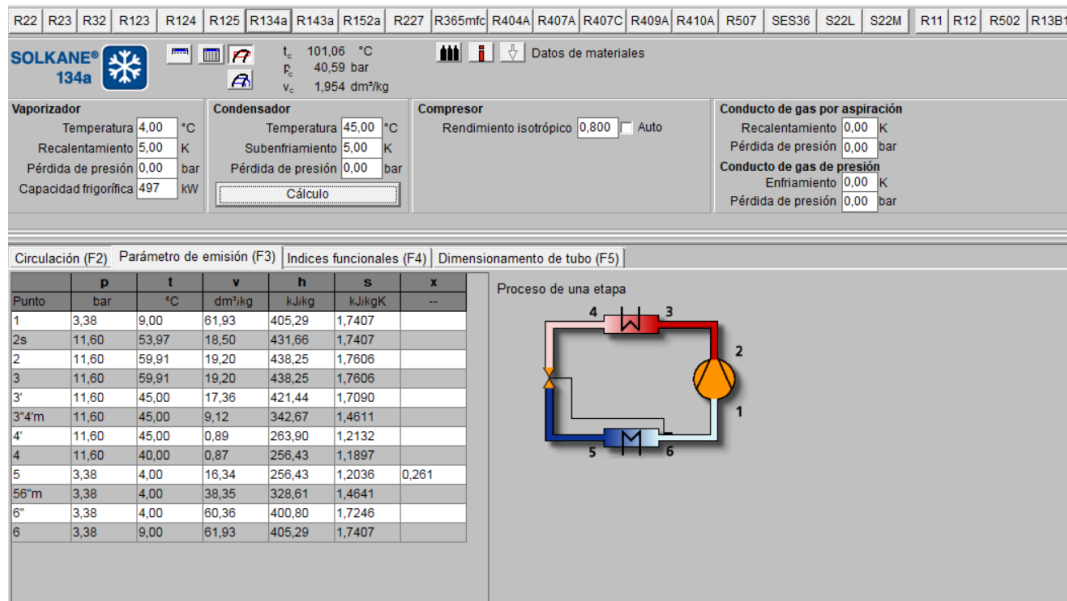 R22 R23 R32 R123 R124 R125 R134a R143a R152a R227 R365mfc R404A R407A R407C R409A R410A R507 SES36 S22L S22M R11 R12 R502 R13B1
SOLKANE®
134a
tc 101,06 °C
pc 40,59 bar
vc 1,954 dm³/kg
Datos de materiales
Vaporizador
Temperatura 4,00 °C
Recalentamiento 5,00 K
Pérdida de presión 0,00 bar
Capacidad frigorífica 497 kW
Condensador
Temperatura 45,00 °C
Subenfriamiento 5,00 K
Pérdida de presión 0,00 bar
Cálculo
Compresor
Rendimiento isotrópico 0,800 Auto
Conducto de gas por aspiración
Recalentamiento 0,00 K
Pérdida de presión 0,00 bar
Conducto de gas de presión
Enfriamiento 0,00 K
Pérdida de presión 0,00 bar
Circulación (F2) Parámetro de emisión (F3) Indices funcionales (F4) Dimensionamento de tubo (F5)
p t v h s x
Punto bar °C dm³/kg kJ/kg kJ/kgK --
1 3,38 9,00 61,93 405,29 1,7407
2s 11,60 53,97 18,50 431,66 1,7407
2 11,60 59,91 19,20 438,25 1,7606
3 11,60 59,91 19,20 438,25 1,7606
3' 11,60 45,00 17,36 421,44 1,7090
3"4'm 11,60 45,00 9,12 342,67 1,4611
4' 11,60 45,00 0,89 263,90 1,2132
4 11,60 40,00 0,87 256,43 1,1897
5 3,38 4,00 16,34 256,43 1,2036 0,261
56"m 3,38 4,00 38,35 328,61 1,4641
6" 3,38 4,00 60,36 400,80 1,7246
6 3,38 9,00 61,93 405,29 1,7407
Proceso de una etapa
4 3
2
1
5 6